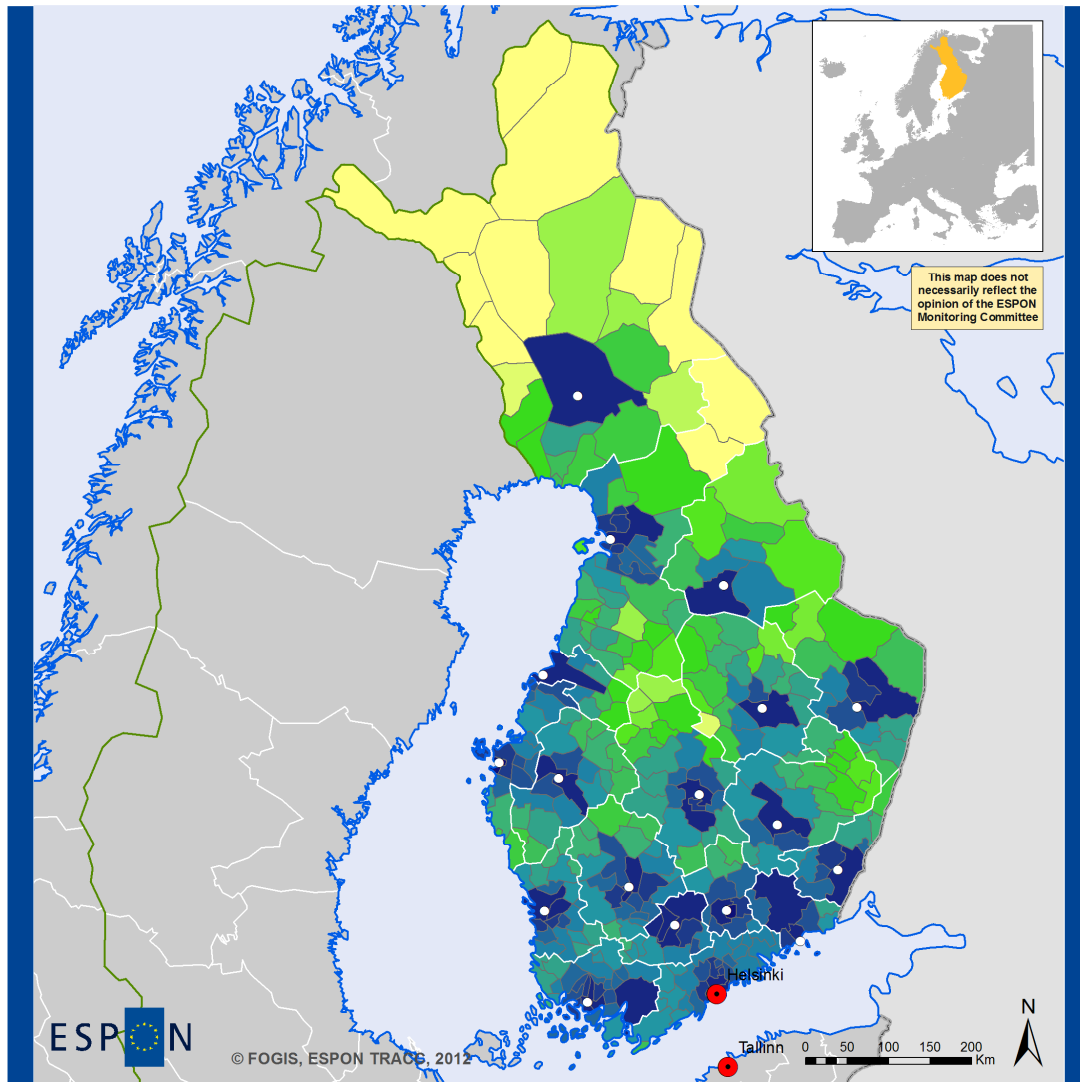 This map does not
necessarily reflect the
opinion of the ESPON
Monitoring Committee
Helsinki
N
Tallinn
0 50 100 150 200
Km
ESPON
© FOGIS, ESPON TRACC, 2012